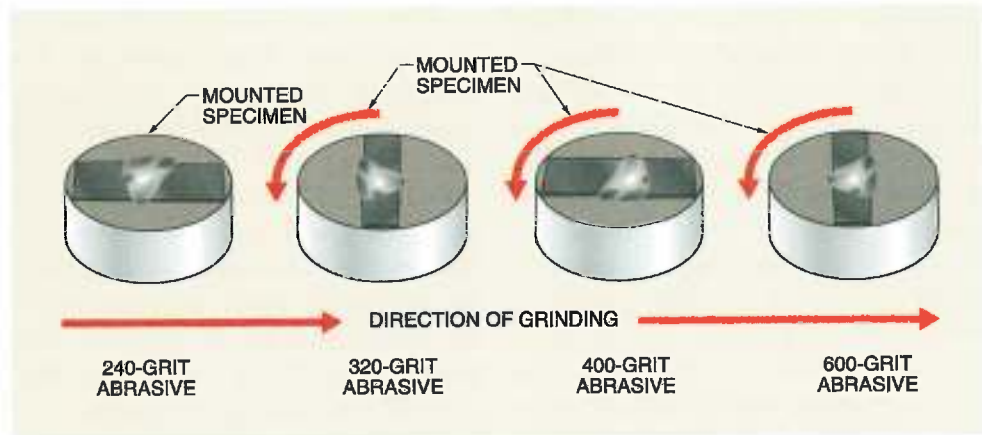 MOUNTED
SPECIMEN
MOUNTED
SPECIMEN
DIRECTION OF GRINDING
240-GRIT
ABRASIVE
320-GRIT
ABRASIVE
400-GRIT
ABRASIVE
600-GRIT
ABRASIVE